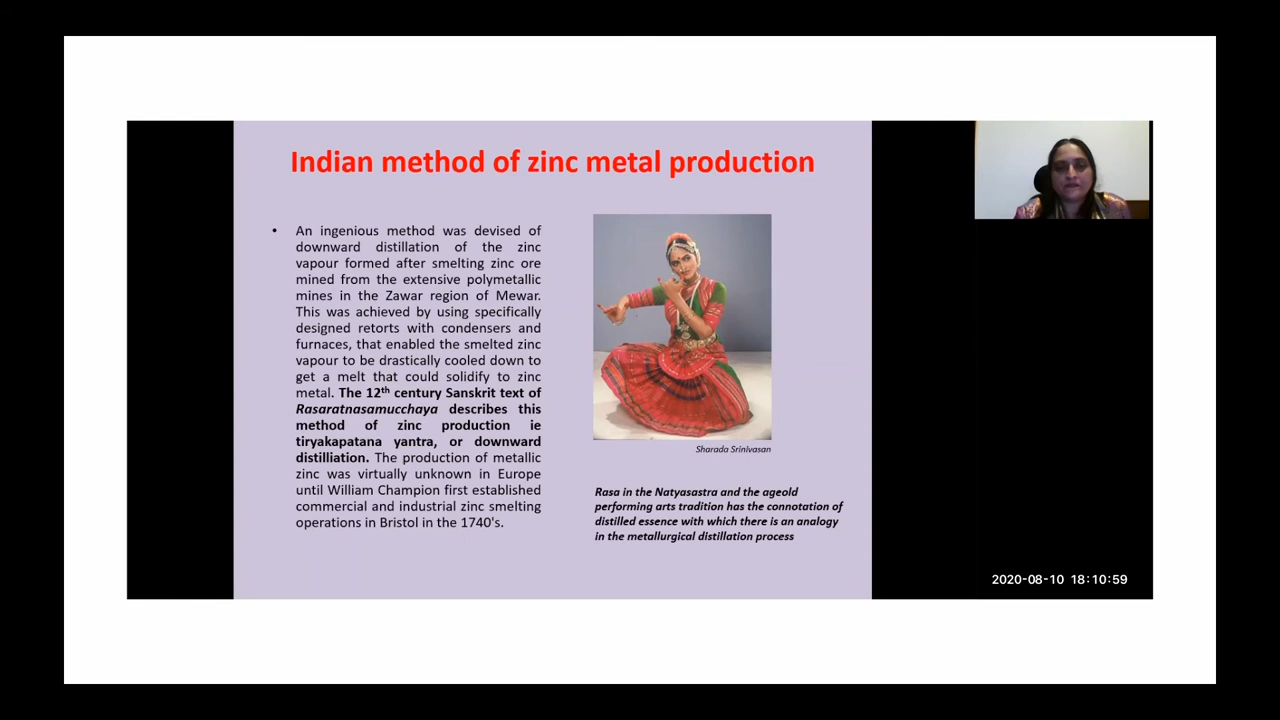 Indian method of zinc metal production
• An ingenious method was devised of
downward distillation of the zinc
vapour formed after smelting zinc ore
mined from the extensive polymetallic
mines in the Zawar region of Mewar.
This was achieved by using specifically
designed retorts with condensers and
furnaces, that enabled the smelted zinc
vapour to be drastically cooled down to
get a melt that could solidify to zinc
metal. The 12th century Sanskrit text of
Rasaratnasamucchaya describes this
method of zinc production ie
tiryakapatana yantra, or downward
distilliation. The production of metallic
zinc was virtually unknown in Europe
until William Champion first established
commercial and industrial zinc smelting
operations in Bristol in the 1740's.
Sharada Srinivasan
Rasa in the Natyasastra and the ageold
performing arts tradition has the connotation of
distilled essence with which there is an analogy
in the metallurgical distillation process
2020-08-10 18:10:59